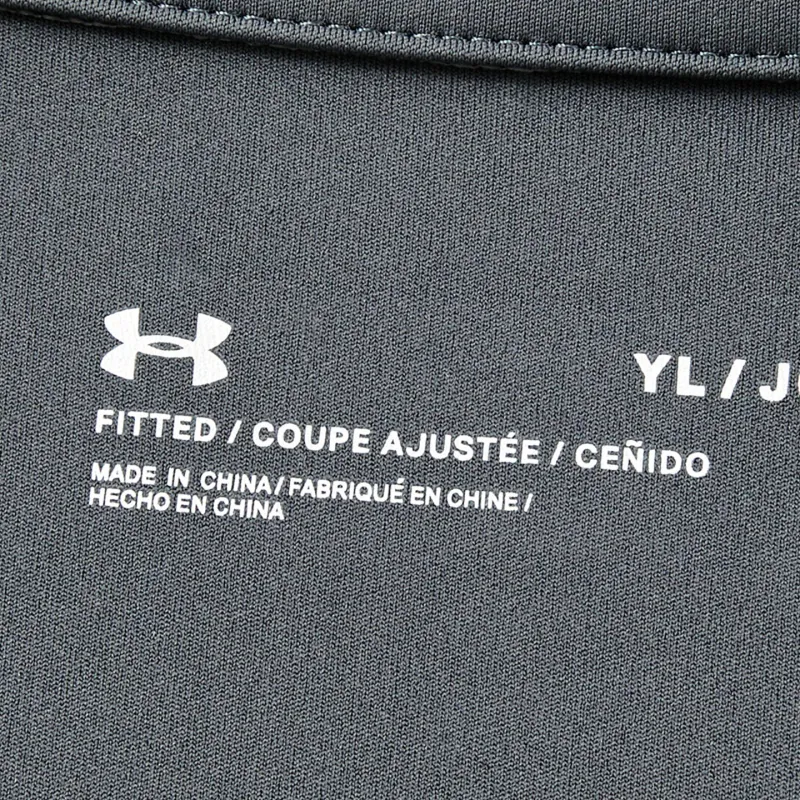 YL / J
FITTED / COUPE AJUSTÉE / CEÑIDO
MADE IN CHINA / FABRIQUÉ EN CHINE /
HECHO EN CHINA